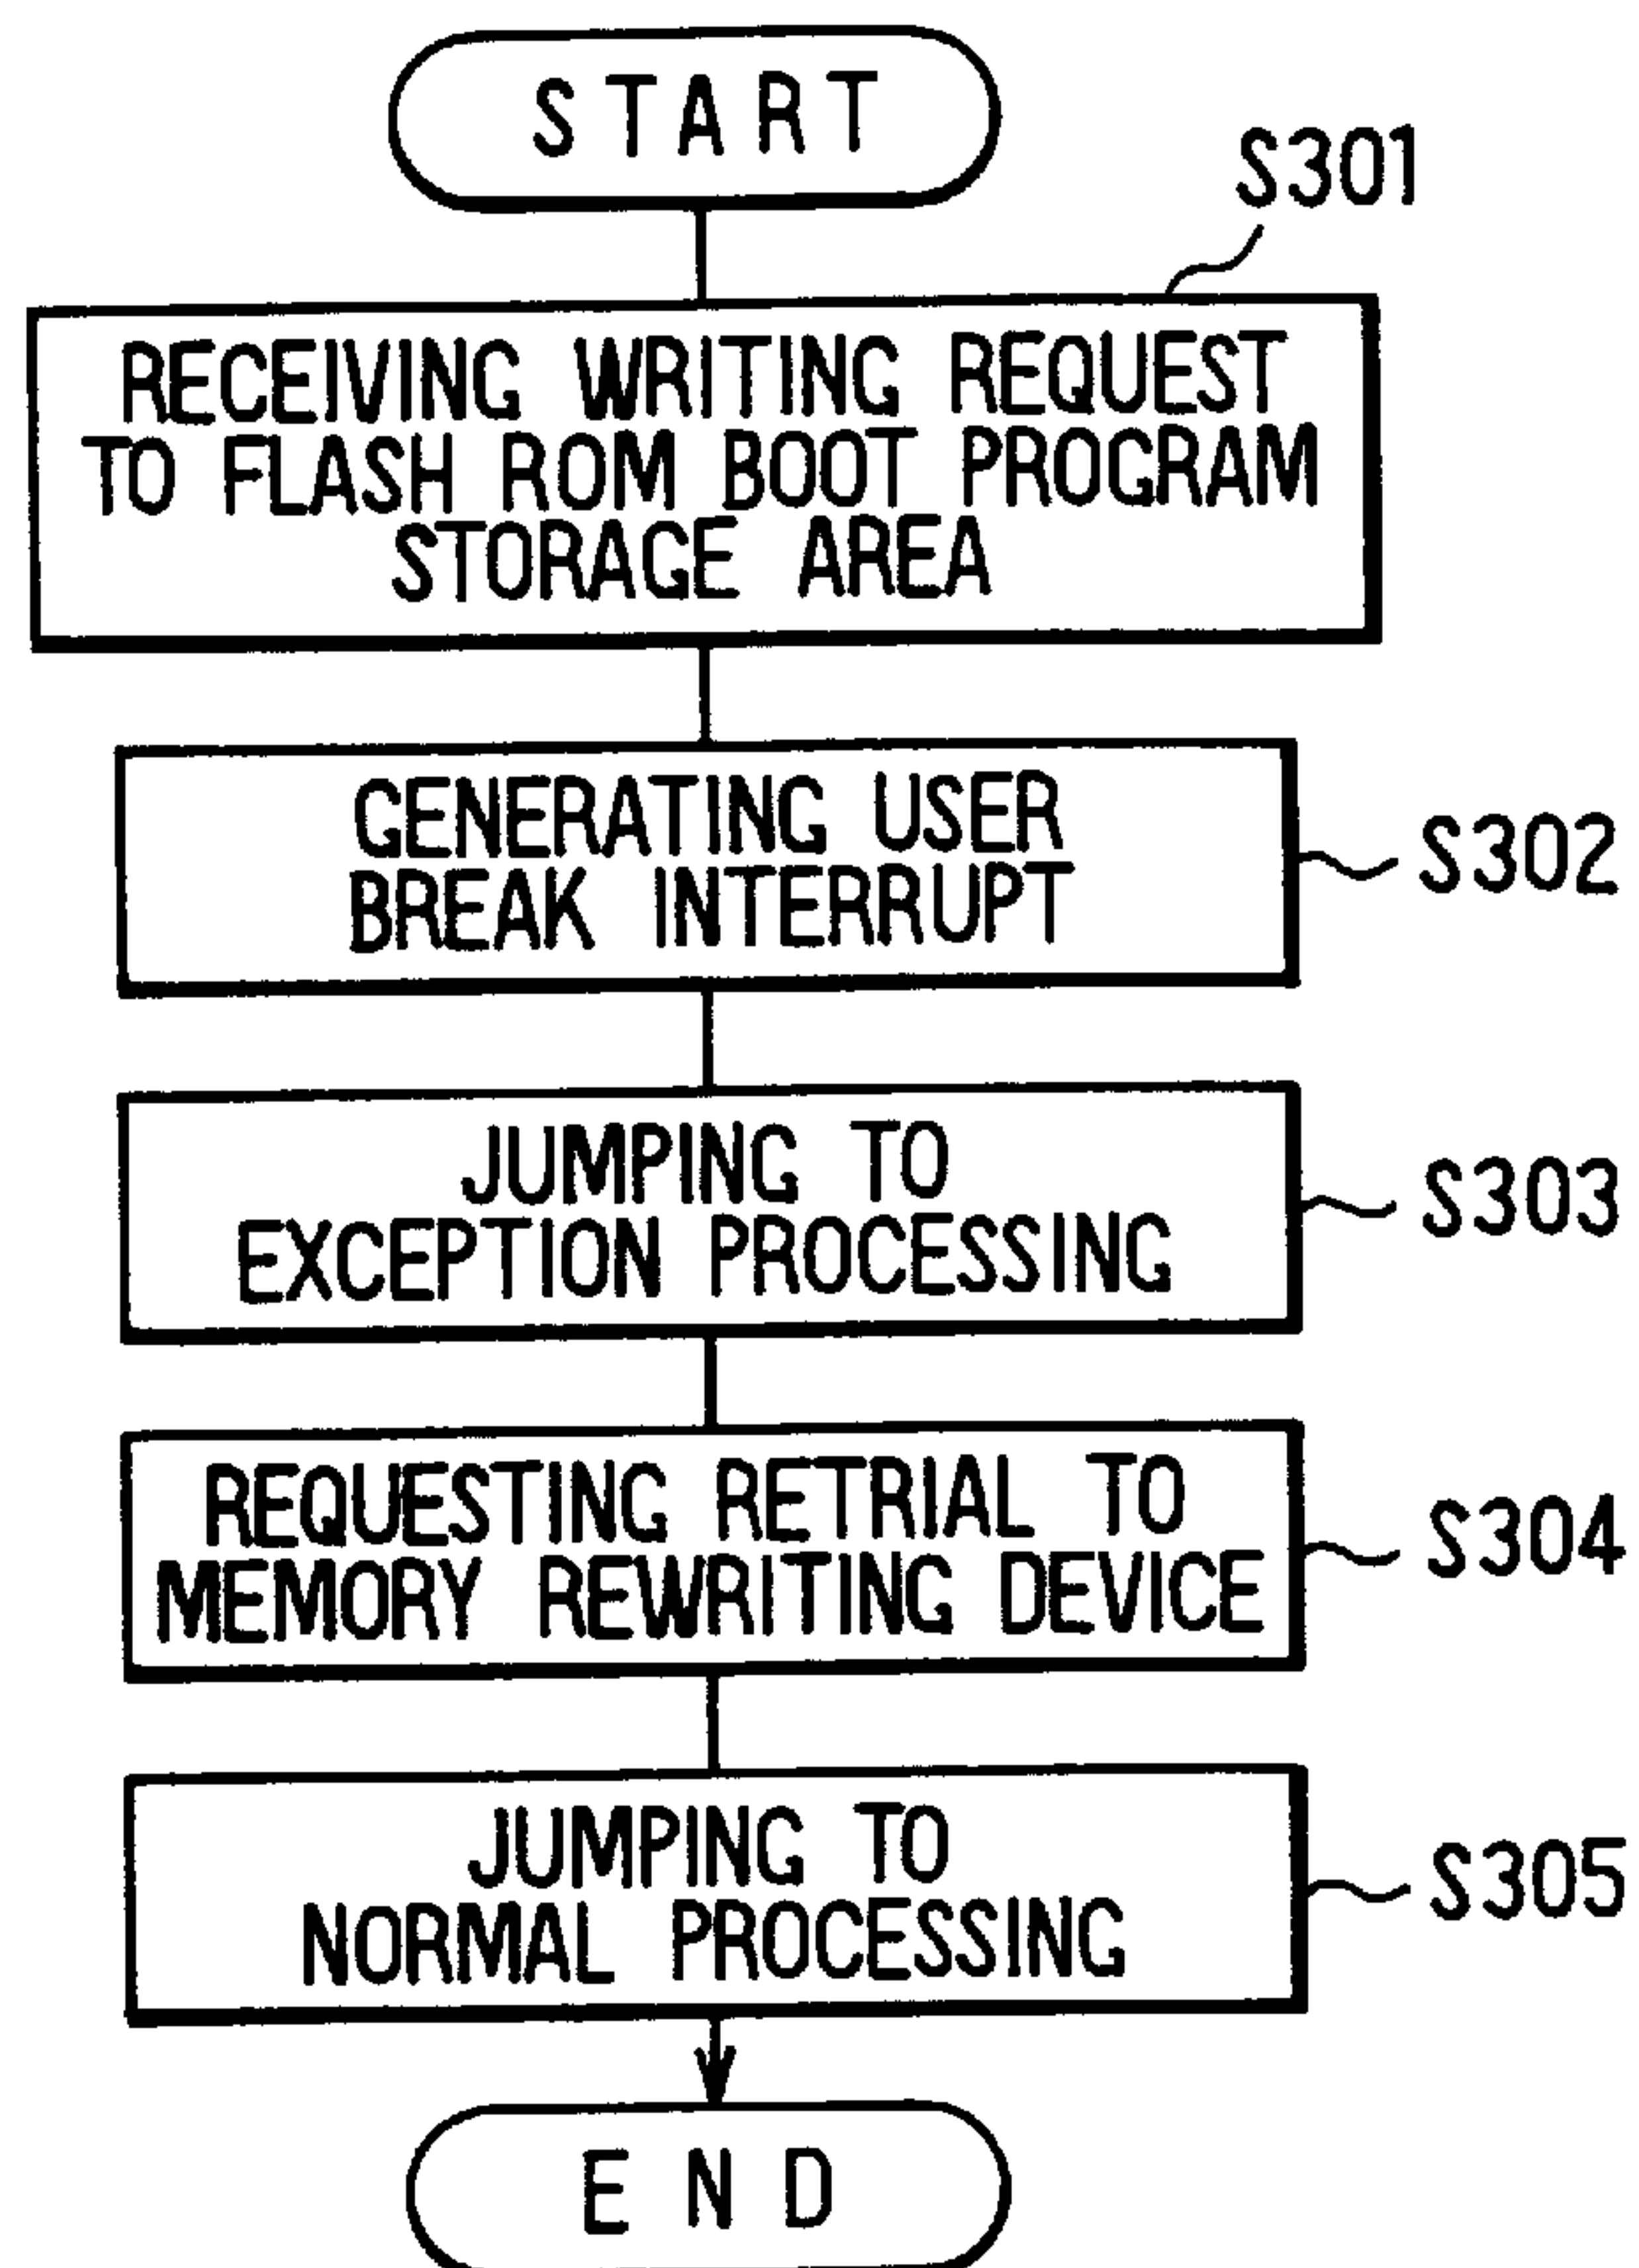 START
S301
RECEIVING WRITING REQUEST
TO FLASH ROM BOOT PROGRAM
STORAGE AREA
GENERATING USER
BREAK INTERRUPT
S302
JUMPING TO
EXCEPTION PROCESSING
S303
REQUESTING RETRIAL TO
MEMORY REWRITING DEVICE
S304
JUMPING TO
NORMAL PROCESSING
S305
END